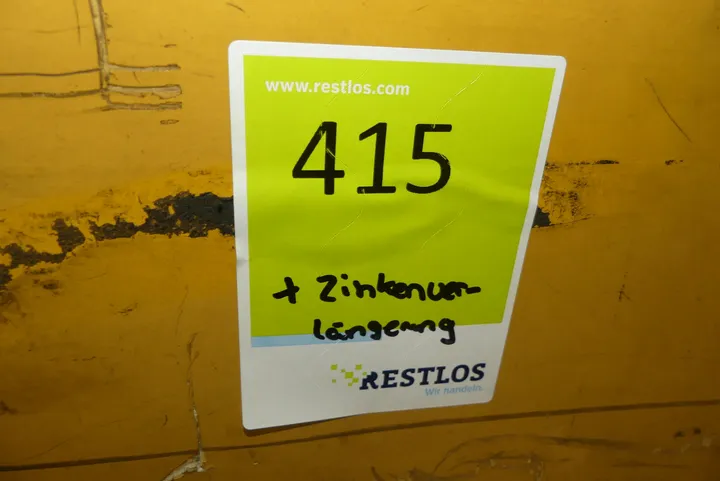 www.restlos.com
415
+ Zinkenver-
längerung
RESTLOS
Wir handeln.